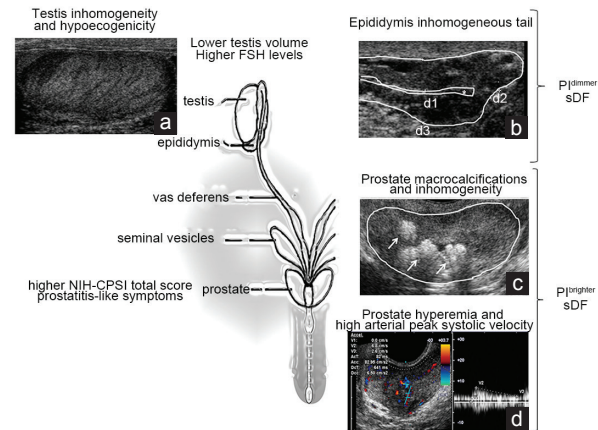 Testis inhomogeneity
and hypoecogenicity
a
Lower testis volume
Higher FSH levels
testis
epididymis
vas deferens
seminal vesicles
higher NIH-CPSI total score
prostatitis-like symptoms
prostate
Epididymis inhomogeneous tail
d1
d2
d3
b
PIdimmer
sDF
Prostate macrocalcifications
and inhomogeneity
c
PIbrighter
sDF
Prostate hyperemia and
high arterial peak systolic velocity
V2
d